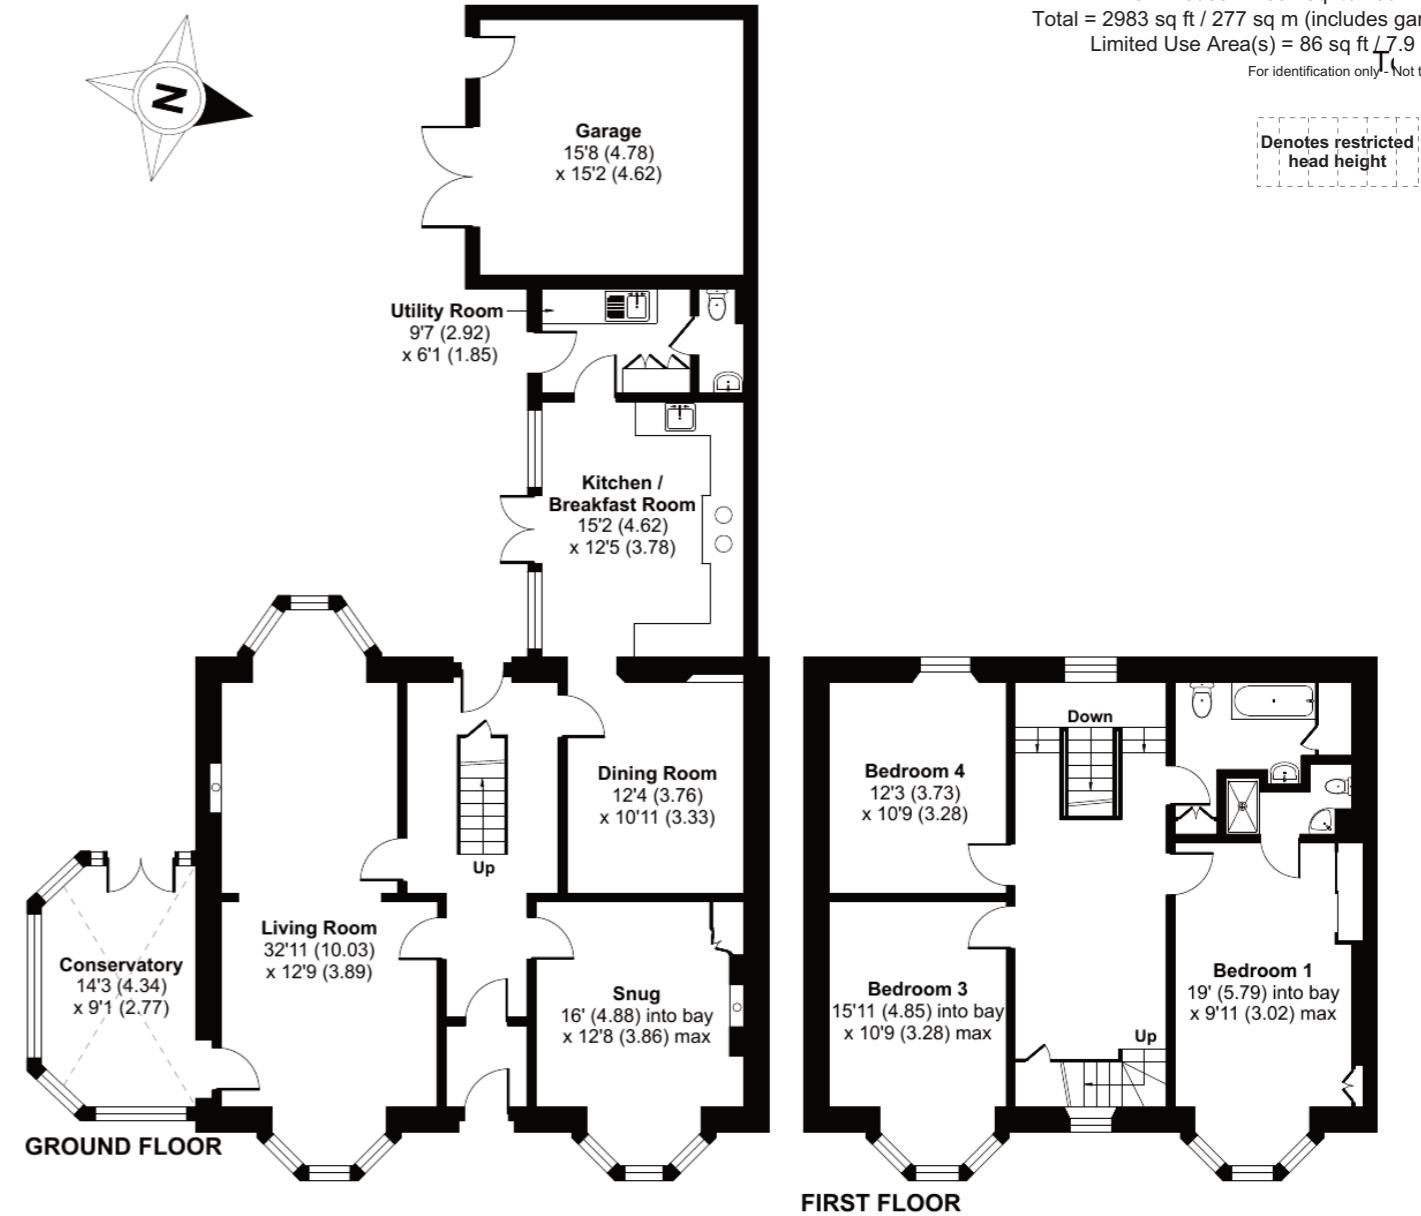 Total = 2983 sq ft / 277 sq m (includes gar
Limited Use Area(s) = 86 sq ft / 7.9
For identification only - Not t
Denotes restricted
head height
N
Garage
15'8 (4.78)
x 15'2 (4.62)
Utility Room
9'7 (2.92)
x 6'1 (1.85)
Kitchen /
Breakfast Room
15'2 (4.62)
x 12'5 (3.78)
Dining Room
12'4 (3.76)
x 10'11 (3.33)
Up
Living Room
32'11 (10.03)
x 12'9 (3.89)
Conservatory
14'3 (4.34)
x 9'1 (2.77)
Snug
16' (4.88) into bay
x 12'8 (3.86) max
GROUND FLOOR
Down
Bedroom 4
12'3 (3.73)
x 10'9 (3.28)
Bedroom 3
15'11 (4.85) into bay
x 10'9 (3.28) max
Bedroom 1
19' (5.79) into bay
x 9'11 (3.02) max
Up
FIRST FLOOR